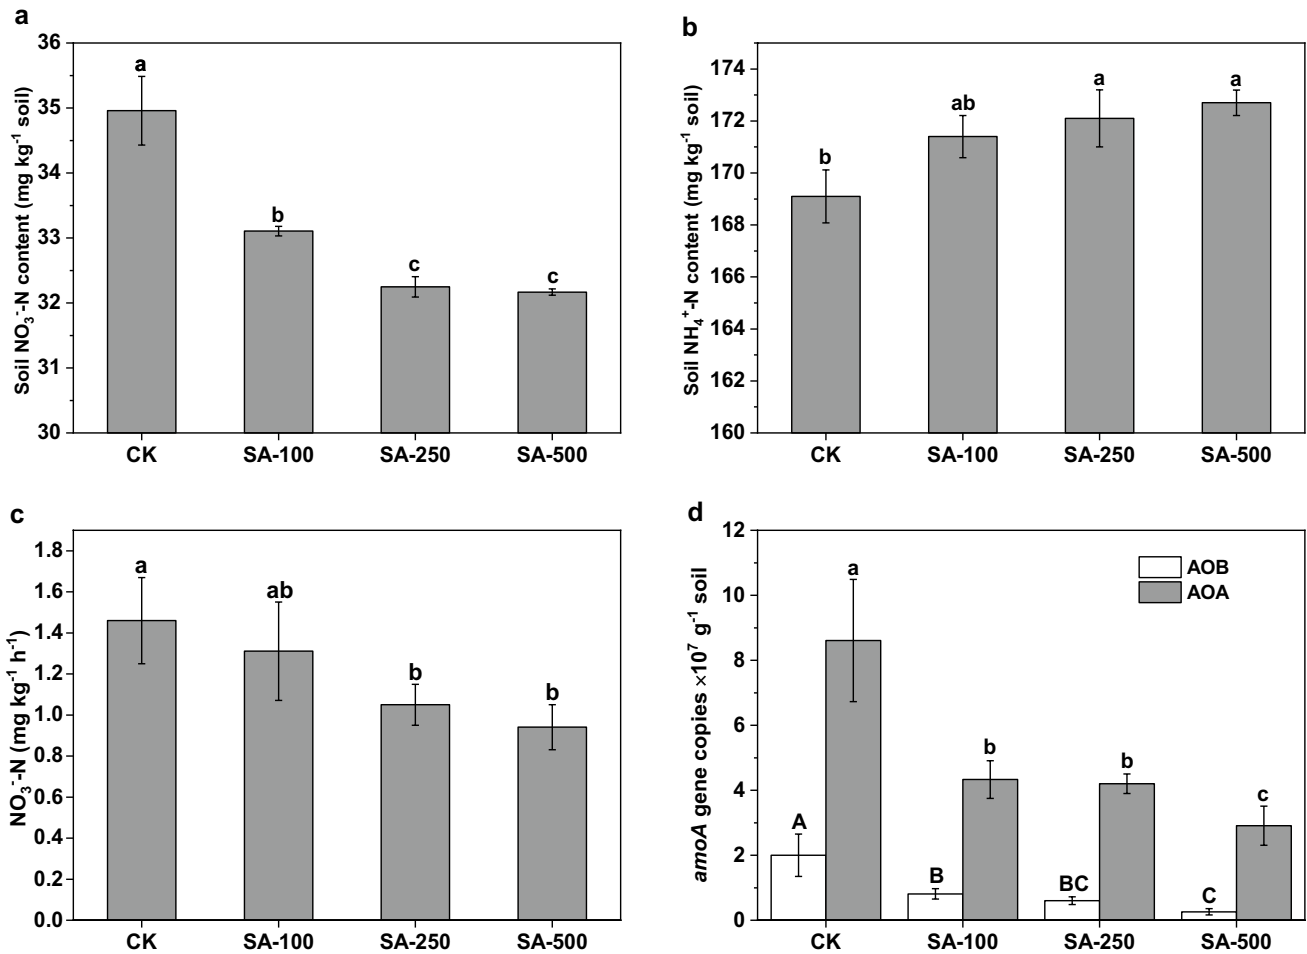 a
Soil NO₃⁻-N content (mg kg⁻¹ soil)
36
35
34
33
32
31
30
a
b
c
c
CK SA-100 SA-250 SA-500
b
Soil NH₄⁺-N content (mg kg⁻¹ soil)
174
172
170
168
166
164
162
160
b
ab
a
a
CK SA-100 SA-250 SA-500
c
NO₃⁻-N (mg kg⁻¹ h⁻¹)
1.8
1.6
1.4
1.2
1.0
0.8
0.6
0.4
0.2
0.0
a
ab
b
b
CK SA-100 SA-250 SA-500
d
amoA gene copies ×10⁷ g⁻¹ soil
12
10
8
6
4
2
0
AOB
AOA
A
a
B
b
BC
b
C
c
CK SA-100 SA-250 SA-500